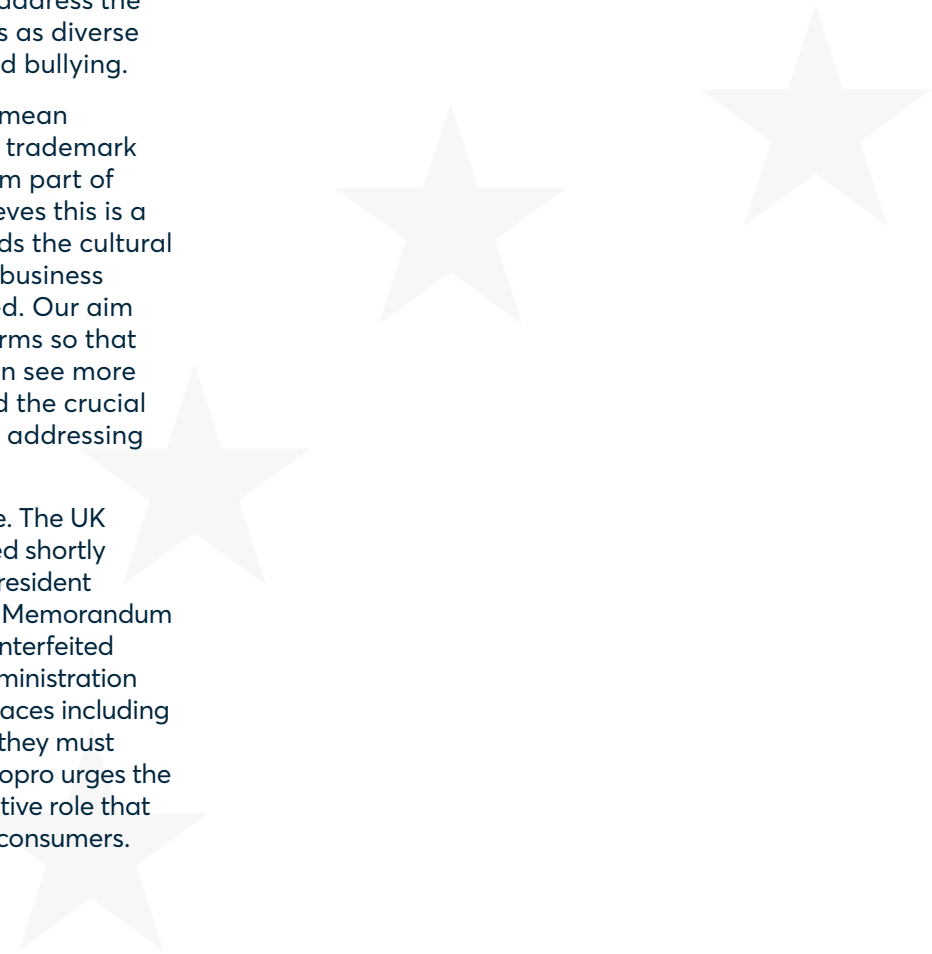 address the
s as diverse
d bullying.
mean
trademark
m part of
eves this is a
ds the cultural
business
d. Our aim
rms so that
n see more
d the crucial
addressing
e. The UK
ed shortly
resident
Memorandum
nterfeited
ministration
aces including
they must
opro urges the
tive role that
consumers.